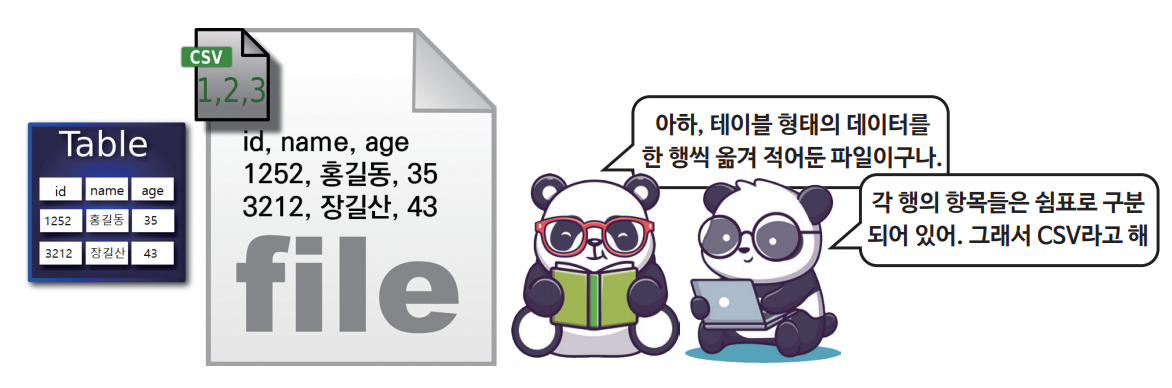 Table
id name age
1252 홍길동 35
3212 장길산 43
CSV
1,2,3
id, name, age
1252, 홍길동, 35
3212, 장길산, 43
file
아하, 테이블 형태의 데이터를
한 행씩 옮겨 적어둔 파일이구나.
각 행의 항목들은 쉼표로 구분
되어 있어. 그래서 CSV라고 해